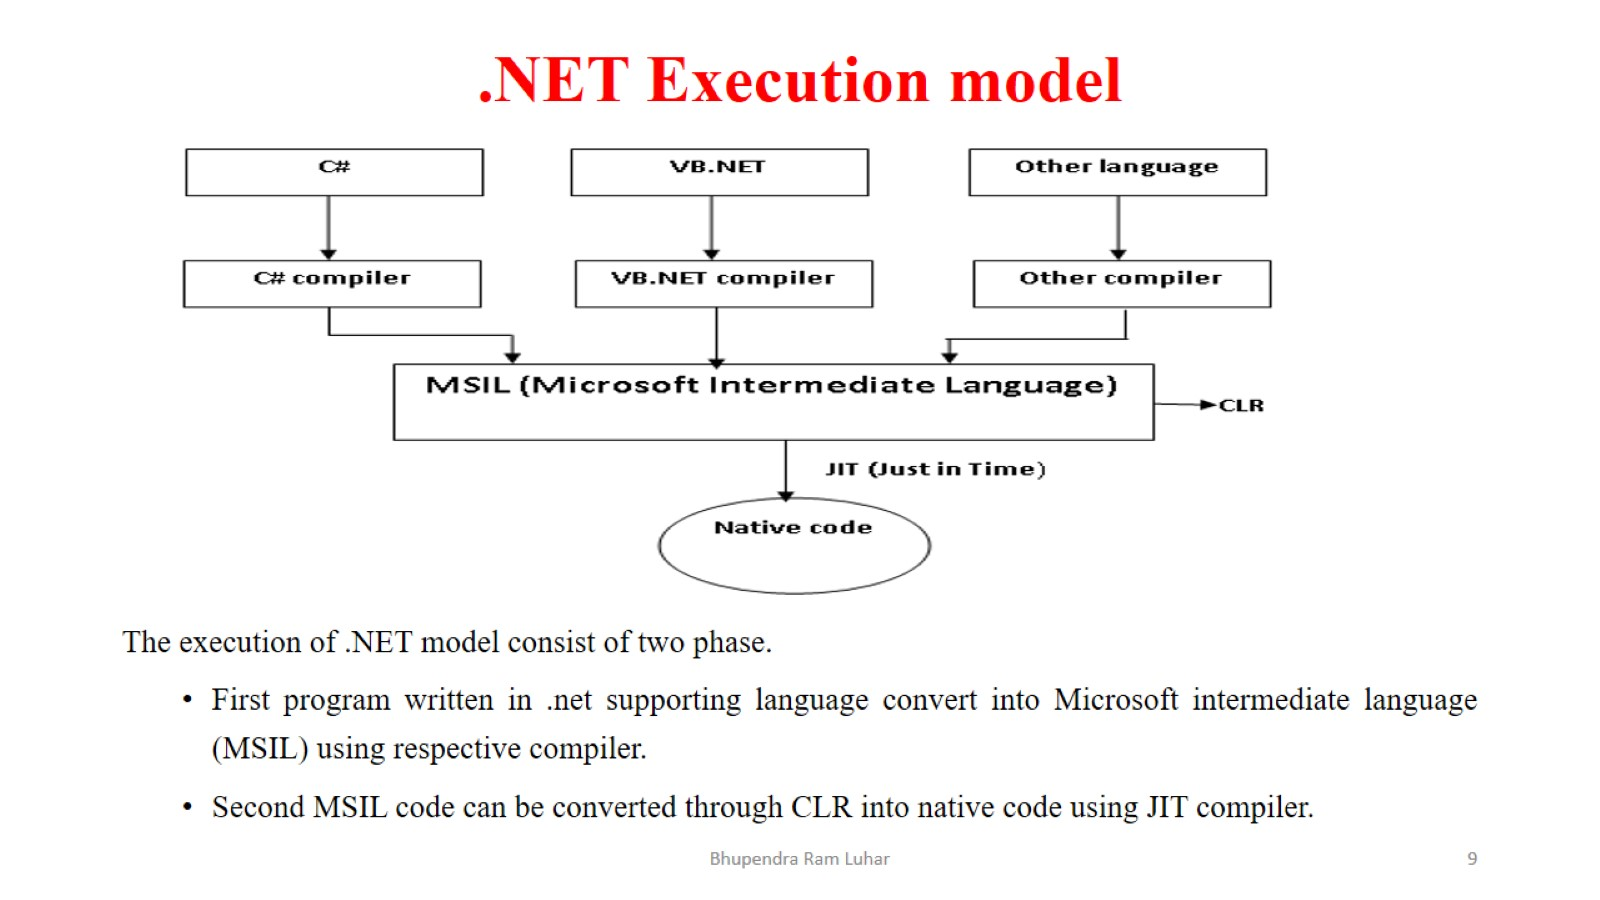 .NET Execution model
C#
VB.NET
Other language
C# compiler
VB.NET compiler
Other compiler
MSIL (Microsoft Intermediate Language)
CLR
JIT (Just in Time)
Native code
The execution of .NET model consist of two phase.
• First program written in .net supporting language convert into Microsoft intermediate language
(MSIL) using respective compiler.
• Second MSIL code can be converted through CLR into native code using JIT compiler.
Bhupendra Ram Luhar
9